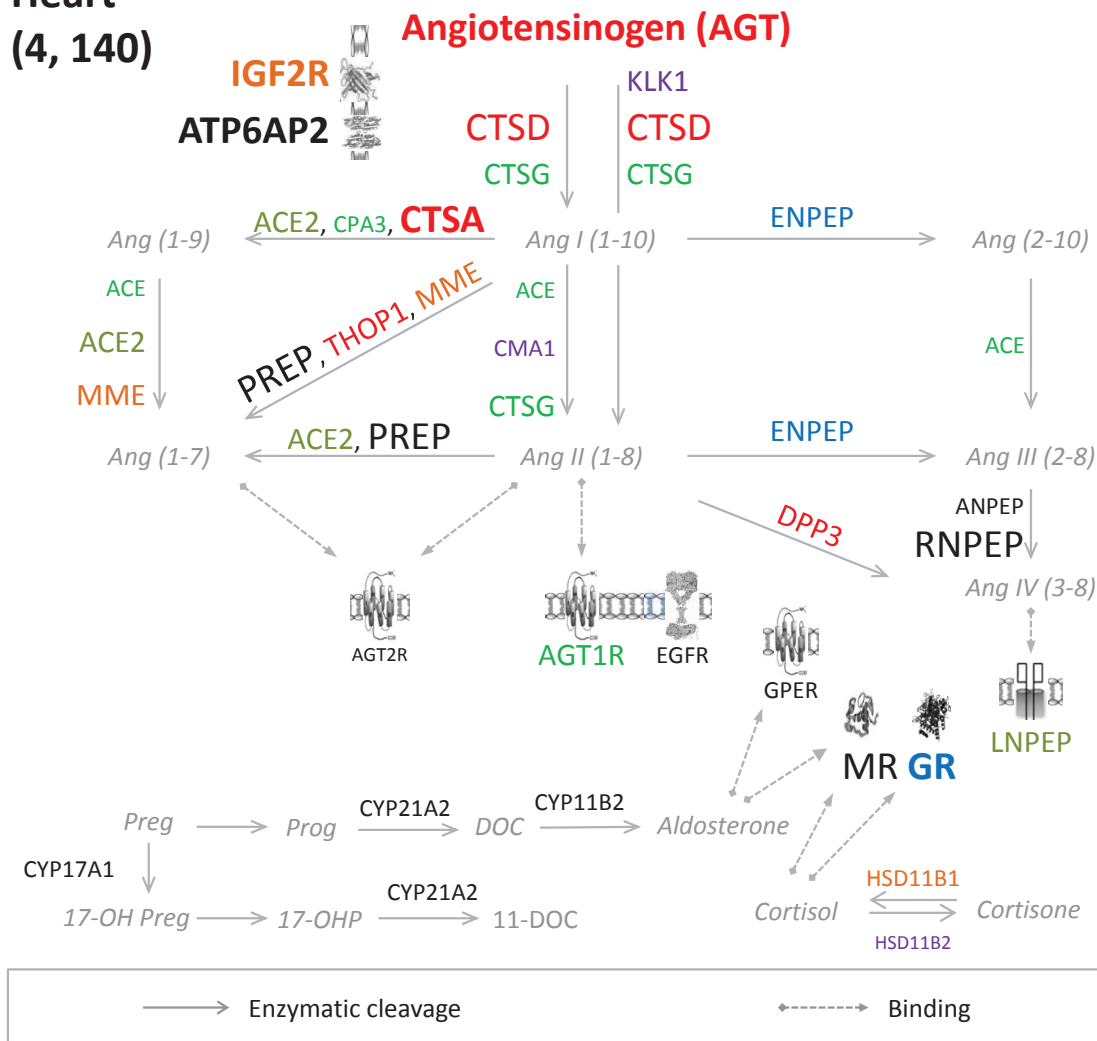 Heart
(4, 140)
Angiotensinogen (AGT)
IGF2R
KLK1
ATP6AP2
CTSD CTSD
CTSG CTSG
ACE2, CPA3, CTSA
ENPEP
Ang (1-9) Ang I (1-10) Ang (2-10)
ACE
PREP, THOP1, MME
ACE
ACE2
CMA1
ACE
MME
CTSG
ACE2, PREP
ENPEP
Ang (1-7) Ang II (1-8) Ang III (2-8)
ANPEP
DPP3
RNPEP
Ang IV (3-8)
AGT2R
AGT1R EGFR
GPER
LNPEP
MR GR
CYP21A2 CYP11B2
Preg Prog DOC Aldosterone
CYP17A1
CYP21A2
HSD11B1
17-OH Preg 17-OHP 11-DOC
Cortisol Cortisone
HSD11B2
Enzymatic cleavage Binding